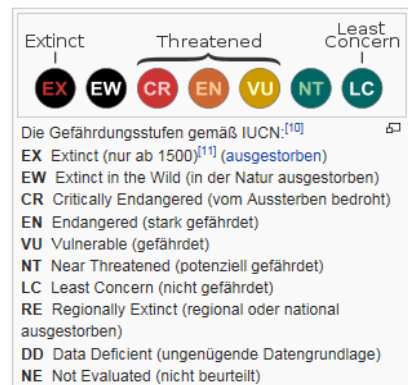 Extinct Threatened Least Concern
EX EW CR EN VU NT LC
Die Gefährdungsstufen gemäß IUCN:[10]
EX Extinct (nur ab 1500)[11] (ausgestorben)
EW Extinct in the Wild (in der Natur ausgestorben)
CR Critically Endangered (vom Aussterben bedroht)
EN Endangered (stark gefährdet)
VU Vulnerable (gefährdet)
NT Near Threatened (potenziell gefährdet)
LC Least Concern (nicht gefährdet)
RE Regionally Extinct (regional oder national
ausgestorben)
DD Data Deficient (ungenügende Datengrundlage)
NE Not Evaluated (nicht beurteilt)